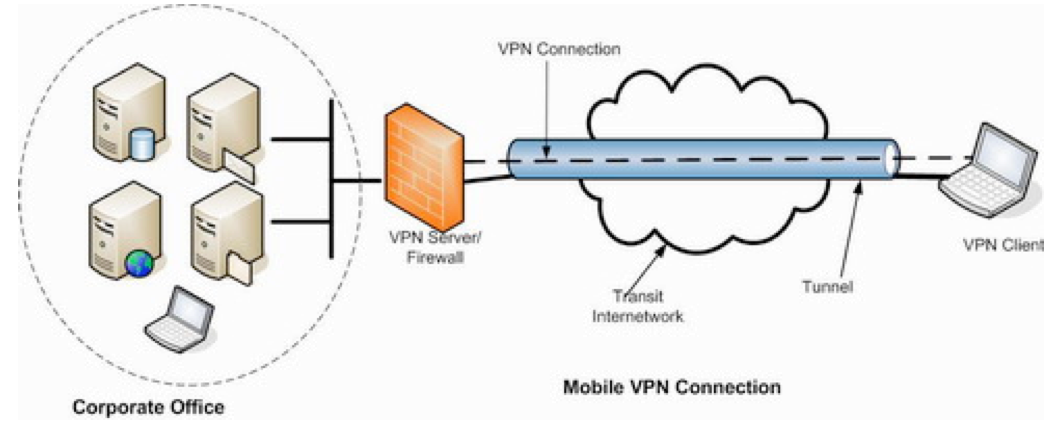 VPN Connection
VPN Server/
Firewall
VPN Client
Transit
Internetwork
Tunnel
Mobile VPN Connection
Corporate Office